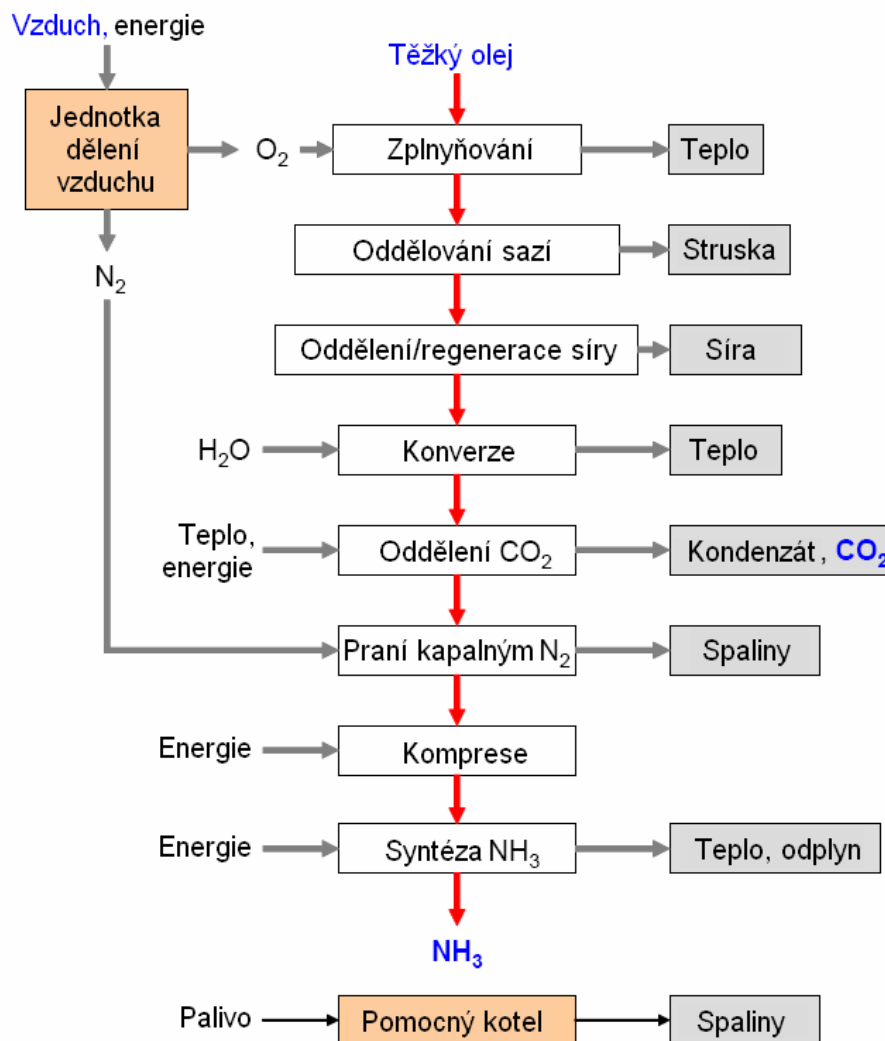 Vzduch, energie
Těžký olej
Jednotka
dělení
vzduchu
O₂
Zplnyňování
Teplo
Oddělování sazí
Struska
N₂
Oddělení/regenerace síry
Síra
H₂O
Konverze
Teplo
Teplo,
energie
Oddělení CO₂
Kondenzát , CO₂
Praní kapalným N₂
Spaliny
Energie
Komprese
Energie
Syntéza NH₃
Teplo, odplyn
NH₃
Palivo
Pomocný kotel
Spaliny